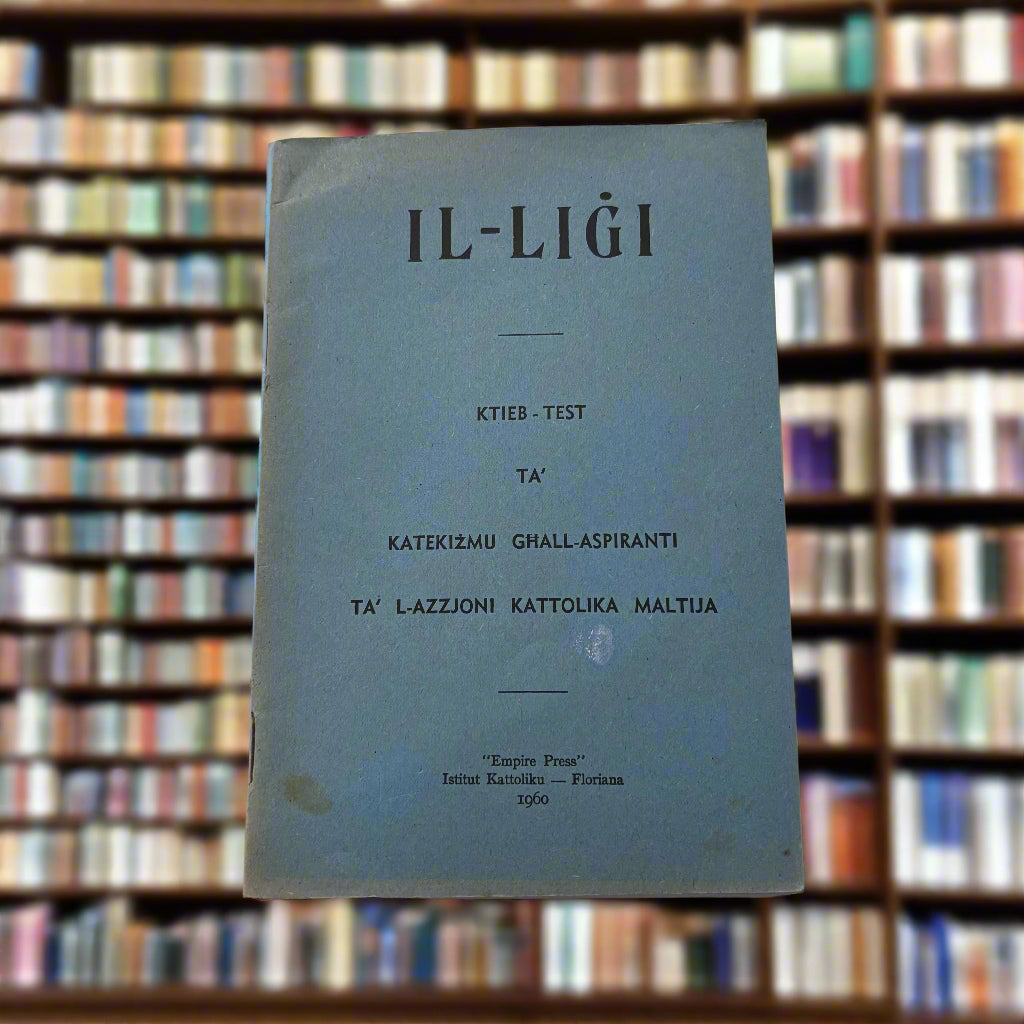 IL-LIĠI
KTIEB - TEST
TA'
KATEKIŻMU GĦALL-ASPIRANTI
TA' L-AZZJONI KATTOLIKA MALTIJA
"Empire Press"
Istitut Kattoliku — Floriana
1960